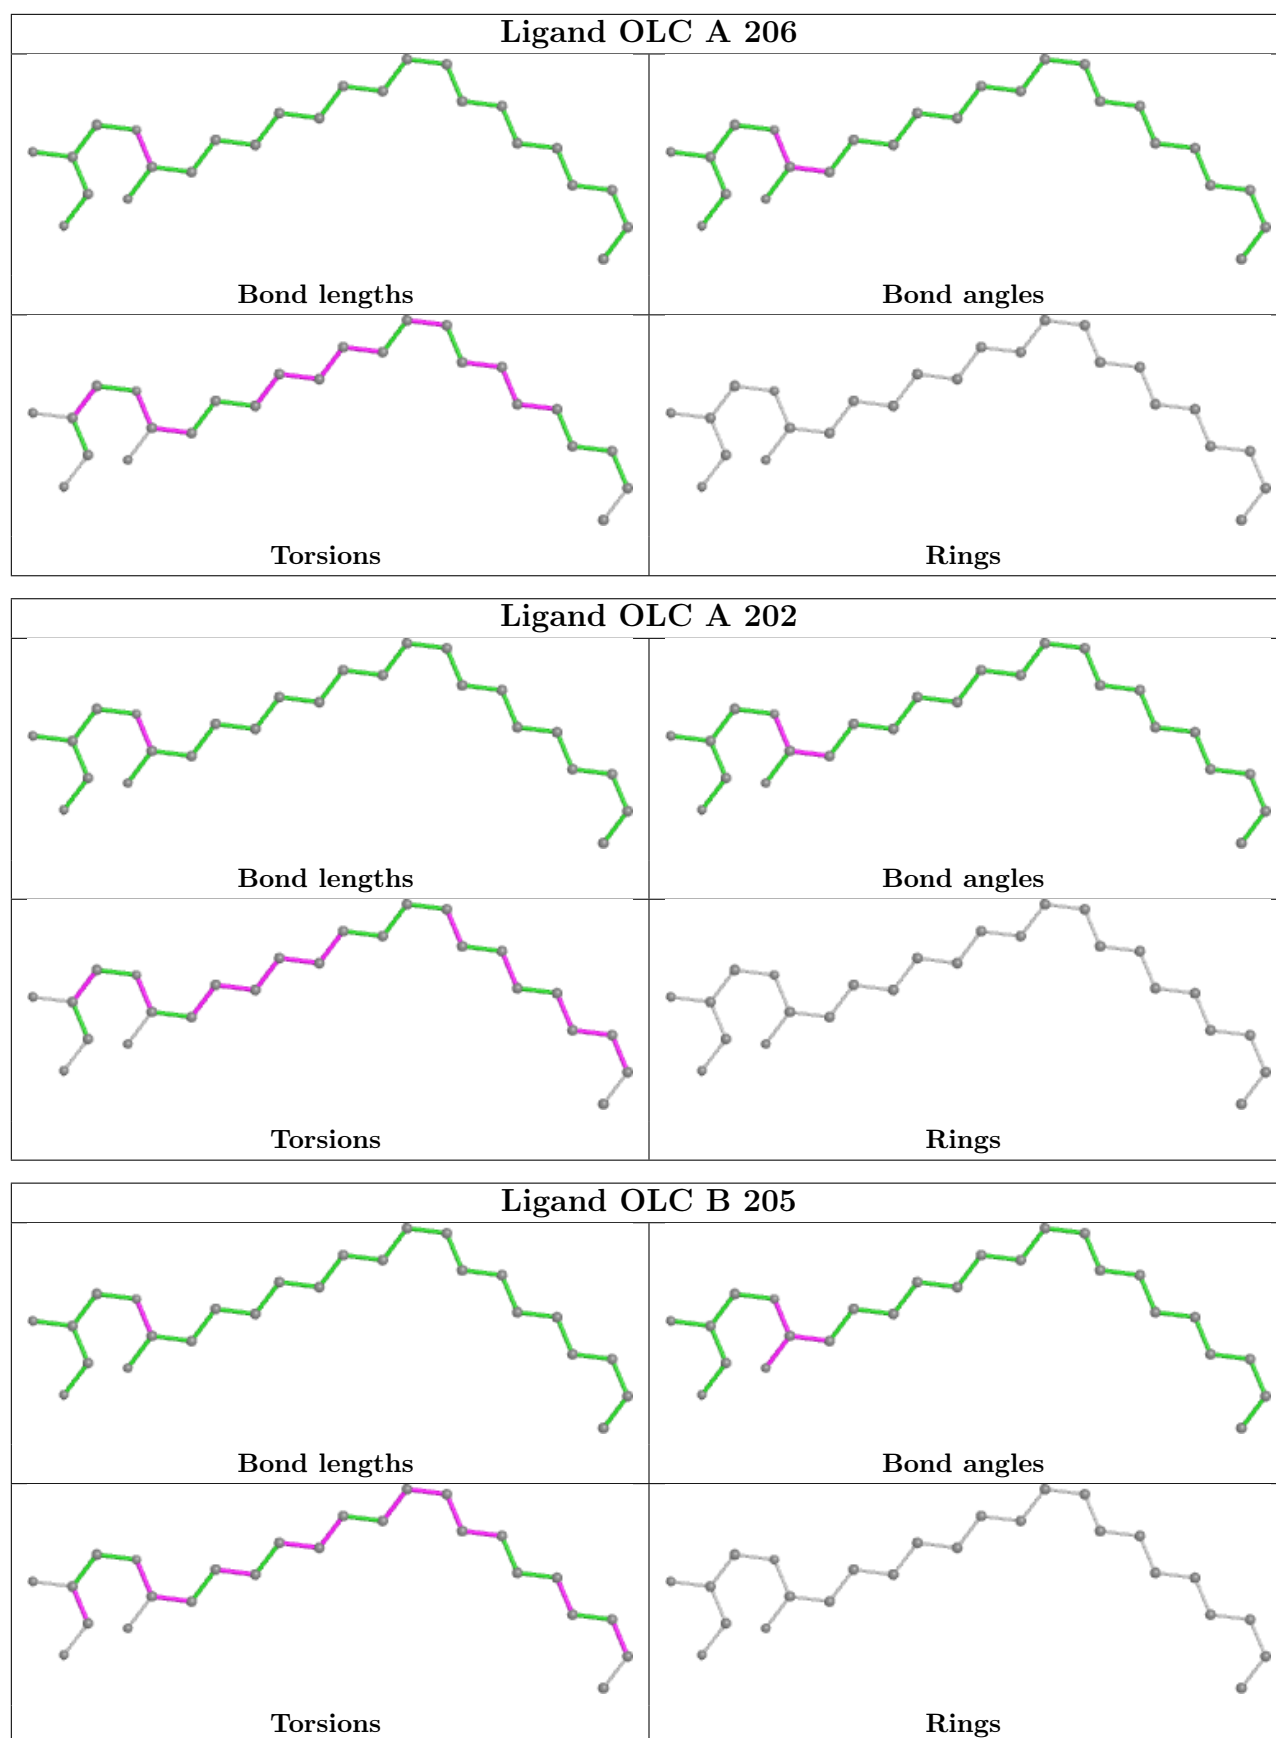 Ligand OLC A 206
Bond lengths
Bond angles
Torsions
Rings
Ligand OLC A 202
Bond lengths
Bond angles
Torsions
Rings
Ligand OLC B 205
Bond lengths
Bond angles
Torsions
Rings